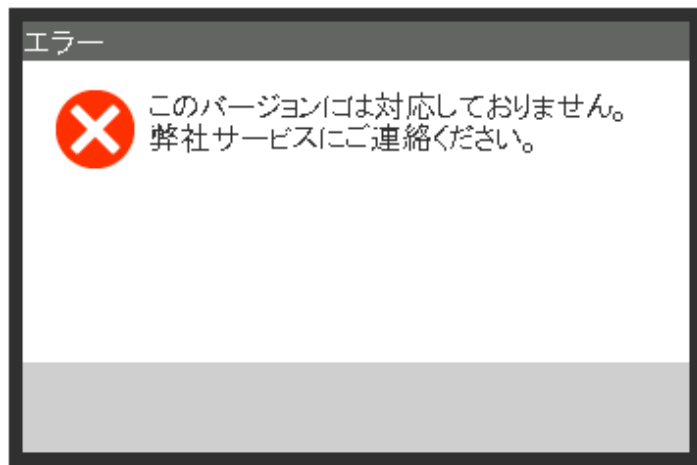 エラー
このバージョンには対応しておりません。
弊社サービスにご連絡ください。